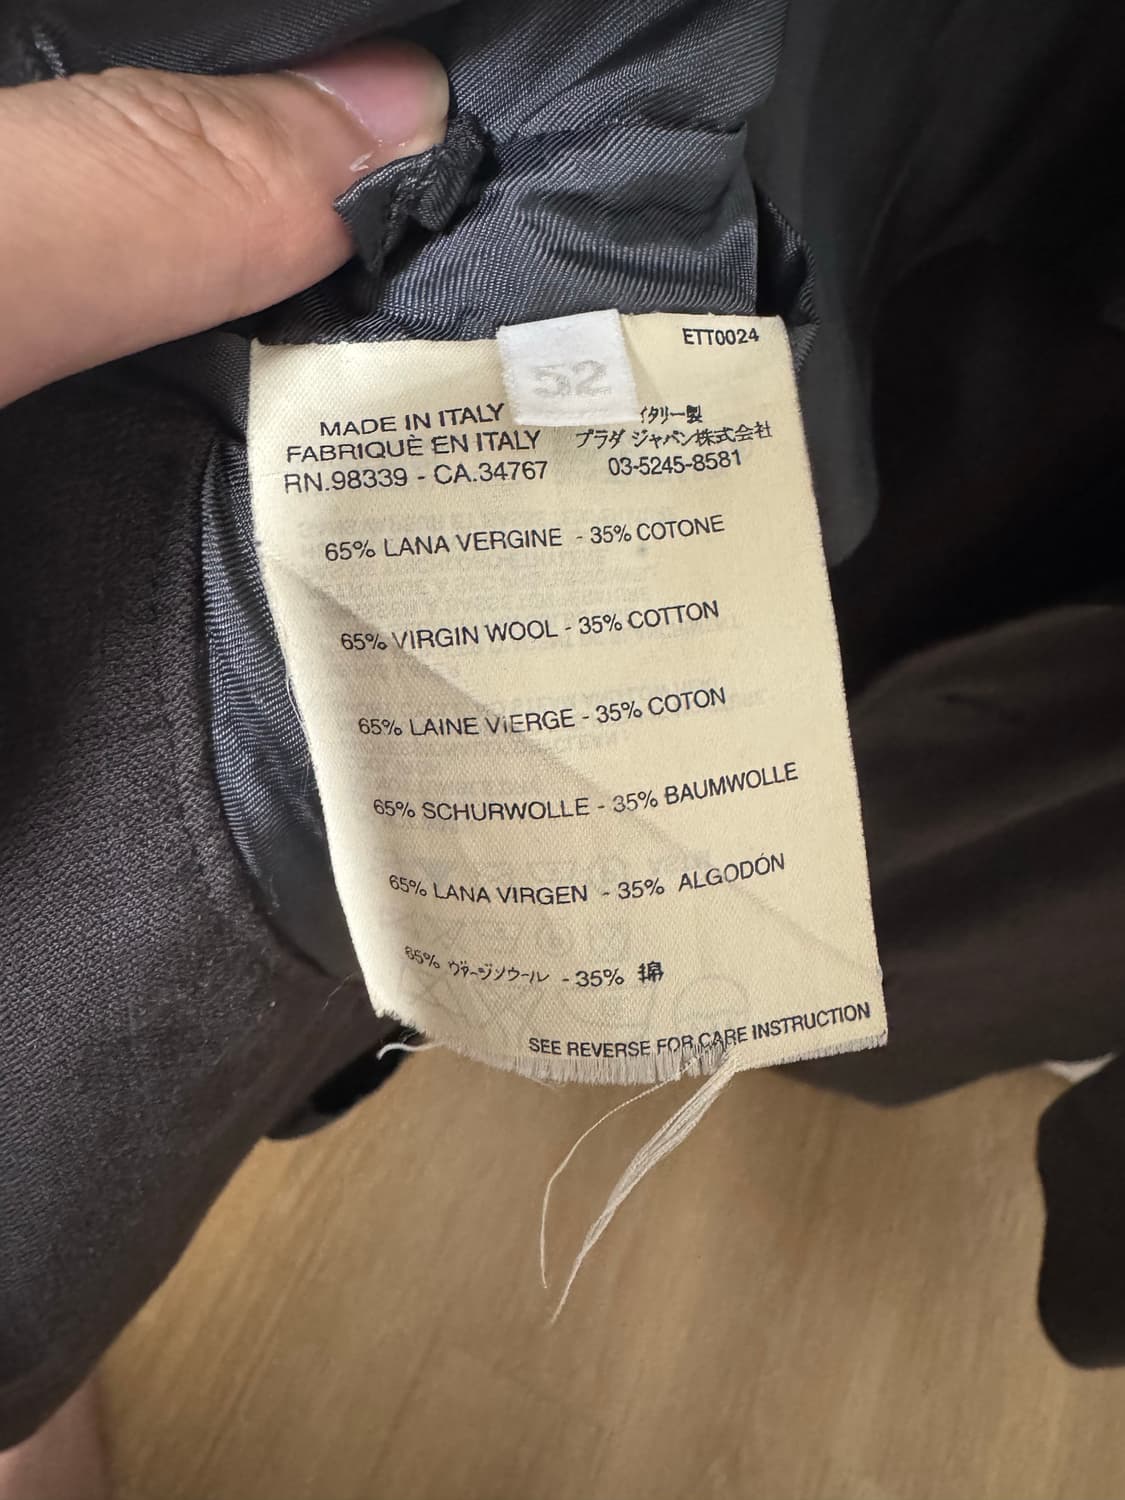 ETT0024
52
MADE IN ITALY
FABRIQUÈ EN ITALY
RN.98339 - CA.34767
イタリー製
プラダ ジャパン株式会社
03-5245-8581
65% LANA VERGINE - 35% COTONE
65% VIRGIN WOOL - 35% COTTON
65% LAINE ViERGE - 35% COTON
65% SCHURWOLLE - 35% BAUMWOLLE
65% LANA VIRGEN - 35% ALGODÓN
65% ヴァージンウール - 35% 綿
SEE REVERSE FOR CARE INSTRUCTION